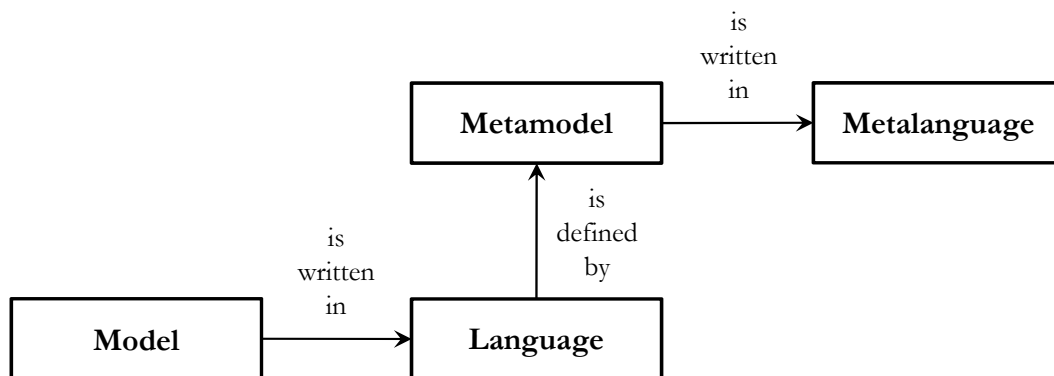 is
written
in
Metamodel
Metalanguage
is
defined
by
is
written
in
Model
Language